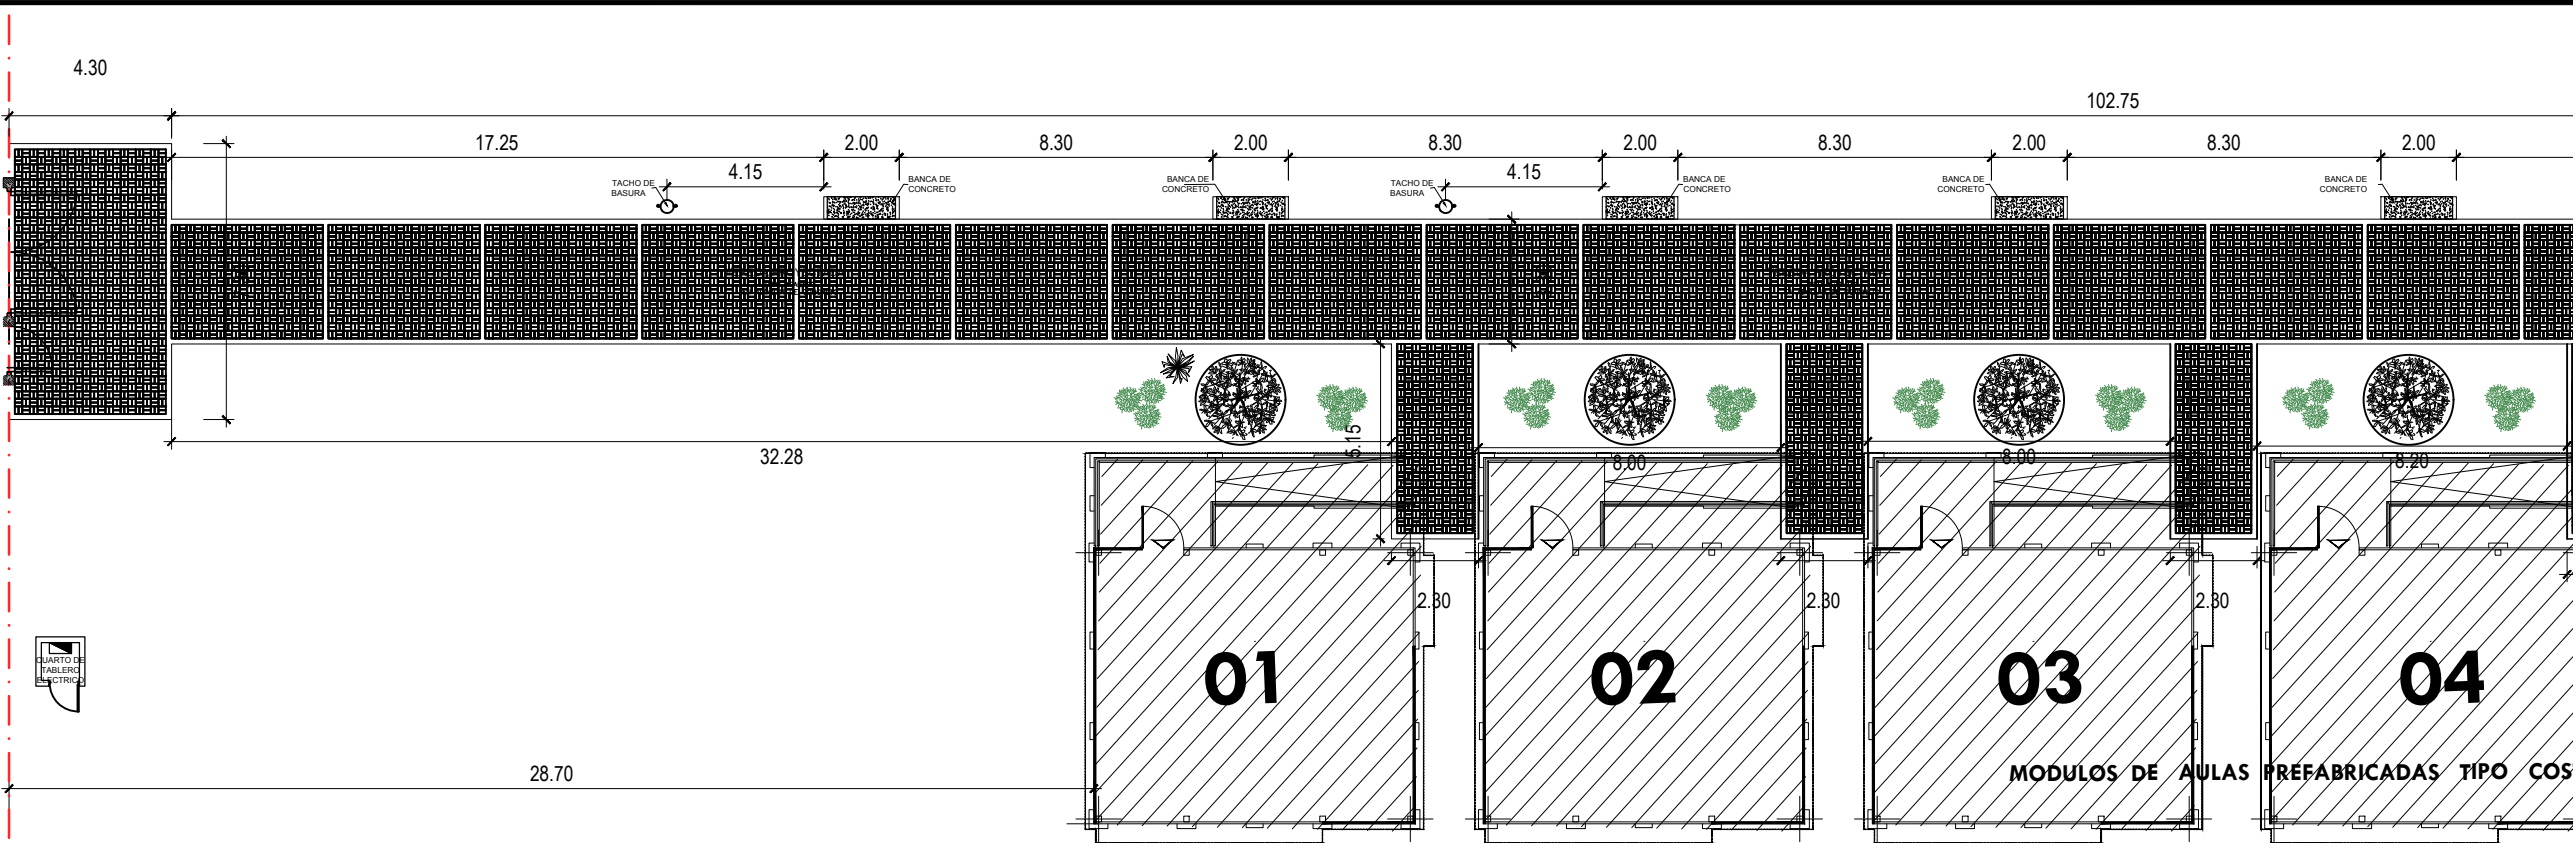 4.30
102.75
17.25
2.00
8.30
2.00
8.30
2.00
8.30
2.00
8.30
2.00
4.15
4.15
TACHO DE
BASURA
BANCA DE
CONCRETO
BANCA DE
CONCRETO
TACHO DE
BASURA
BANCA DE
CONCRETO
BANCA DE
CONCRETO
BANCA DE
CONCRETO
32.28
5.15
8.00
8.00
8.20
2.30
2.30
2.30
CUARTO DE
TABLERO
ELECTRICO
01
02
03
04
28.70
MODULOS DE AULAS PREFABRICADAS TIPO COS